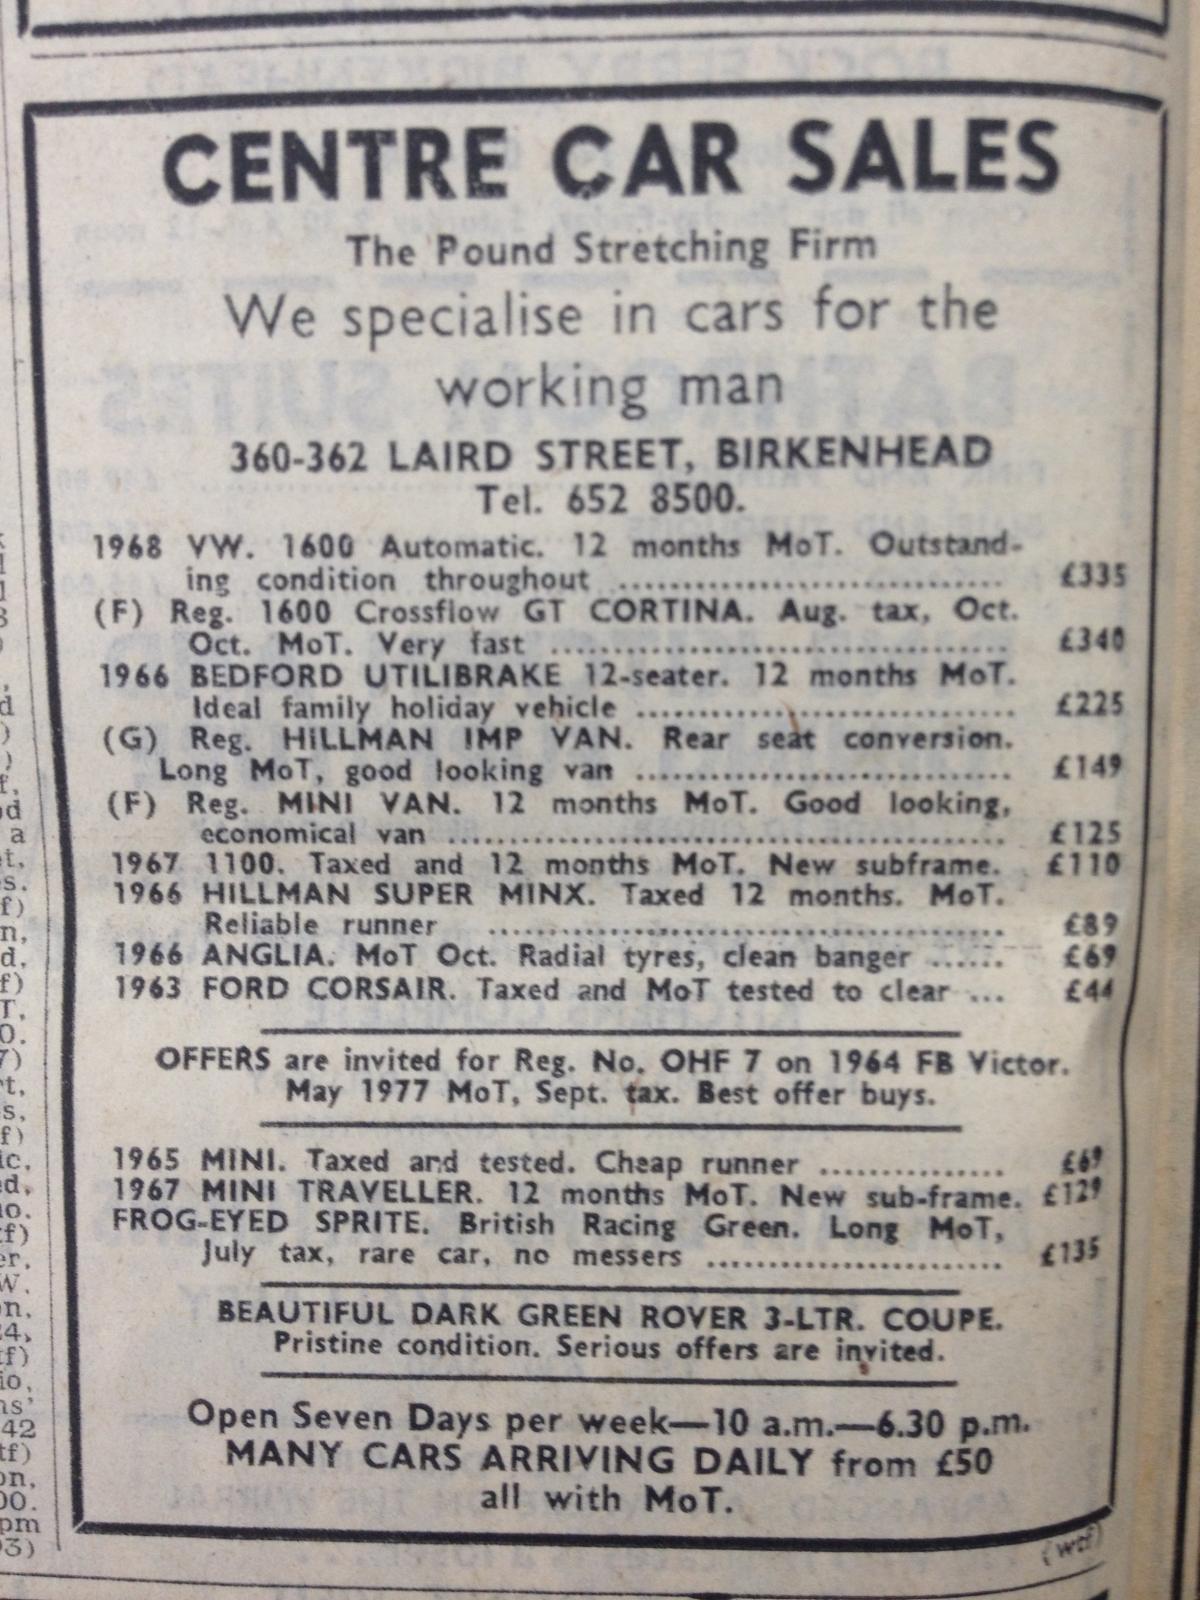 CENTRE CAR SALES
The Pound Stretching Firm
We specialise in cars for the
working man
360-362 LAIRD STREET, BIRKENHEAD
Tel. 652 8500.
1968 VW. 1600 Automatic. 12 months MoT. Outstand-
ing condition throughout .......... £335
(F) Reg. 1600 Crossflow GT CORTINA. Aug. tax, Oct.
Oct. MoT. Very fast .......... £340
1966 BEDFORD UTILIBRAKE 12-seater. 12 months MoT.
Ideal family holiday vehicle .......... £225
(G) Reg. HILLMAN IMP VAN. Rear seat conversion.
Long MoT, good looking van .......... £149
(F) Reg. MINI VAN. 12 months MoT. Good looking,
economical van .......... £125
1967 1100. Taxed and 12 months MoT. New subframe. £110
1966 HILLMAN SUPER MINX. Taxed 12 months. MoT.
Reliable runner .......... £89
1966 ANGLIA. MoT Oct. Radial tyres, clean banger ...... £69
1963 FORD CORSAIR. Taxed and MoT tested to clear ... £44
OFFERS are invited for Reg. No. OHF 7 on 1964 FB Victor.
May 1977 MoT, Sept. tax. Best offer buys.
1965 MINI. Taxed and tested. Cheap runner .......... £69
1967 MINI TRAVELLER. 12 months MoT. New sub-frame. £129
FROG-EYED SPRITE. British Racing Green. Long MoT,
July tax, rare car, no messers .......... £135
BEAUTIFUL DARK GREEN ROVER 3-LTR. COUPE.
Pristine condition. Serious offers are invited.
Open Seven Days per week—10 a.m.—6.30 p.m.
MANY CARS ARRIVING DAILY from £50
all with MoT.
(wtf)